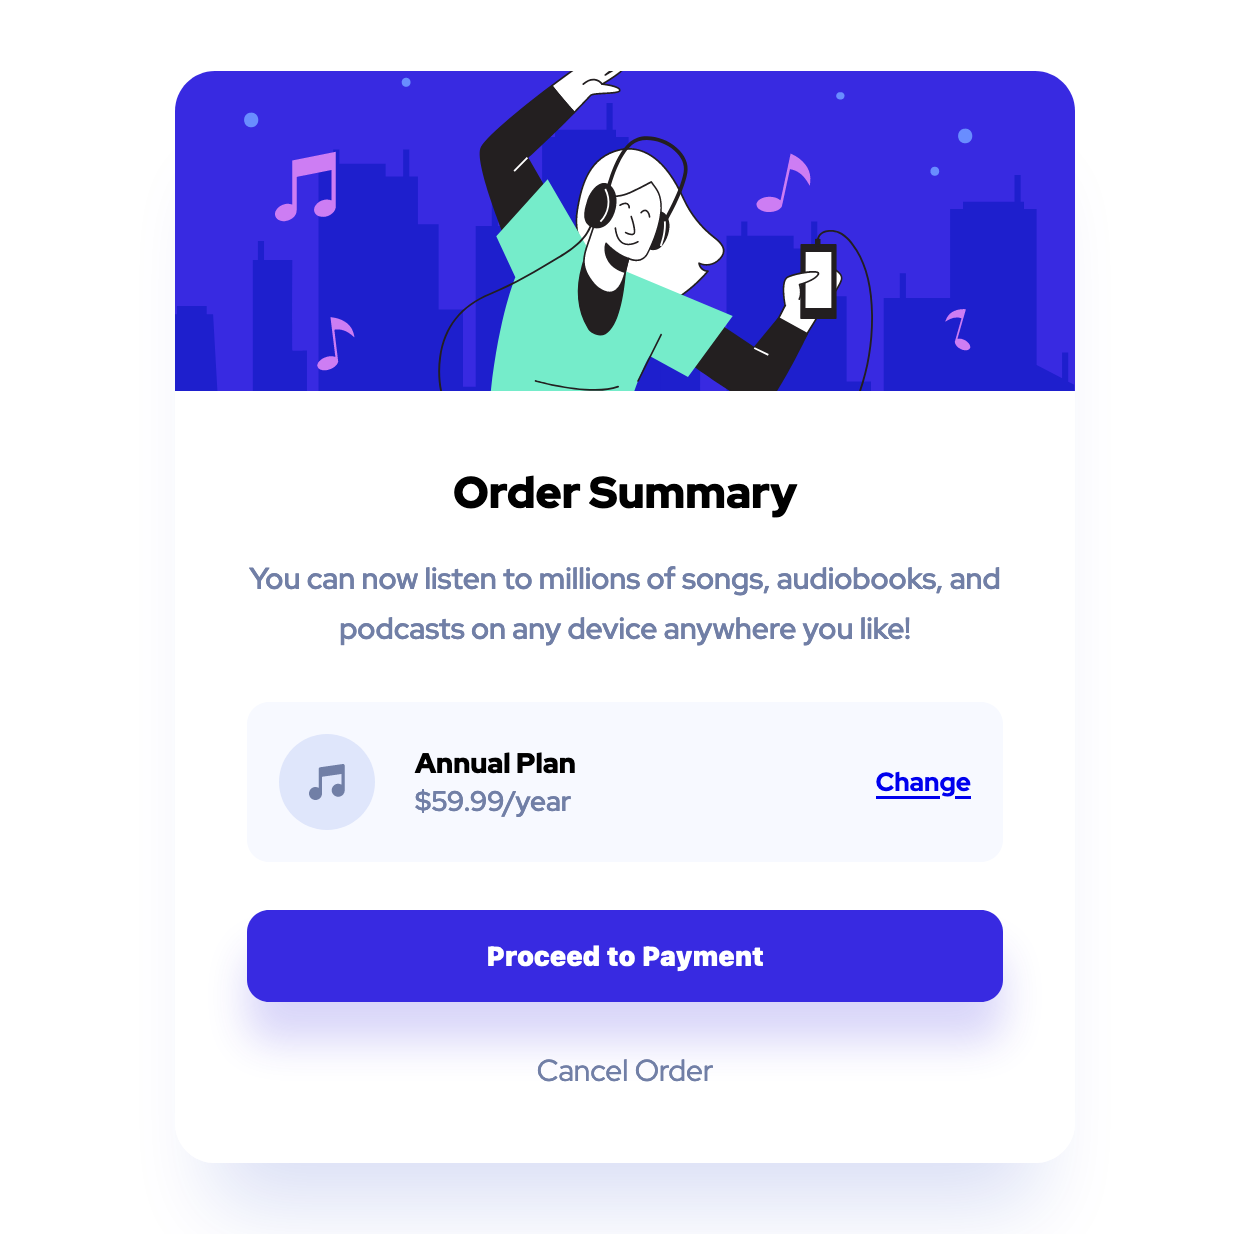 Order Summary
You can now listen to millions of songs, audiobooks, and
podcasts on any device anywhere you like!
Annual Plan
$59.99/year
Change
Proceed to Payment
Cancel Order